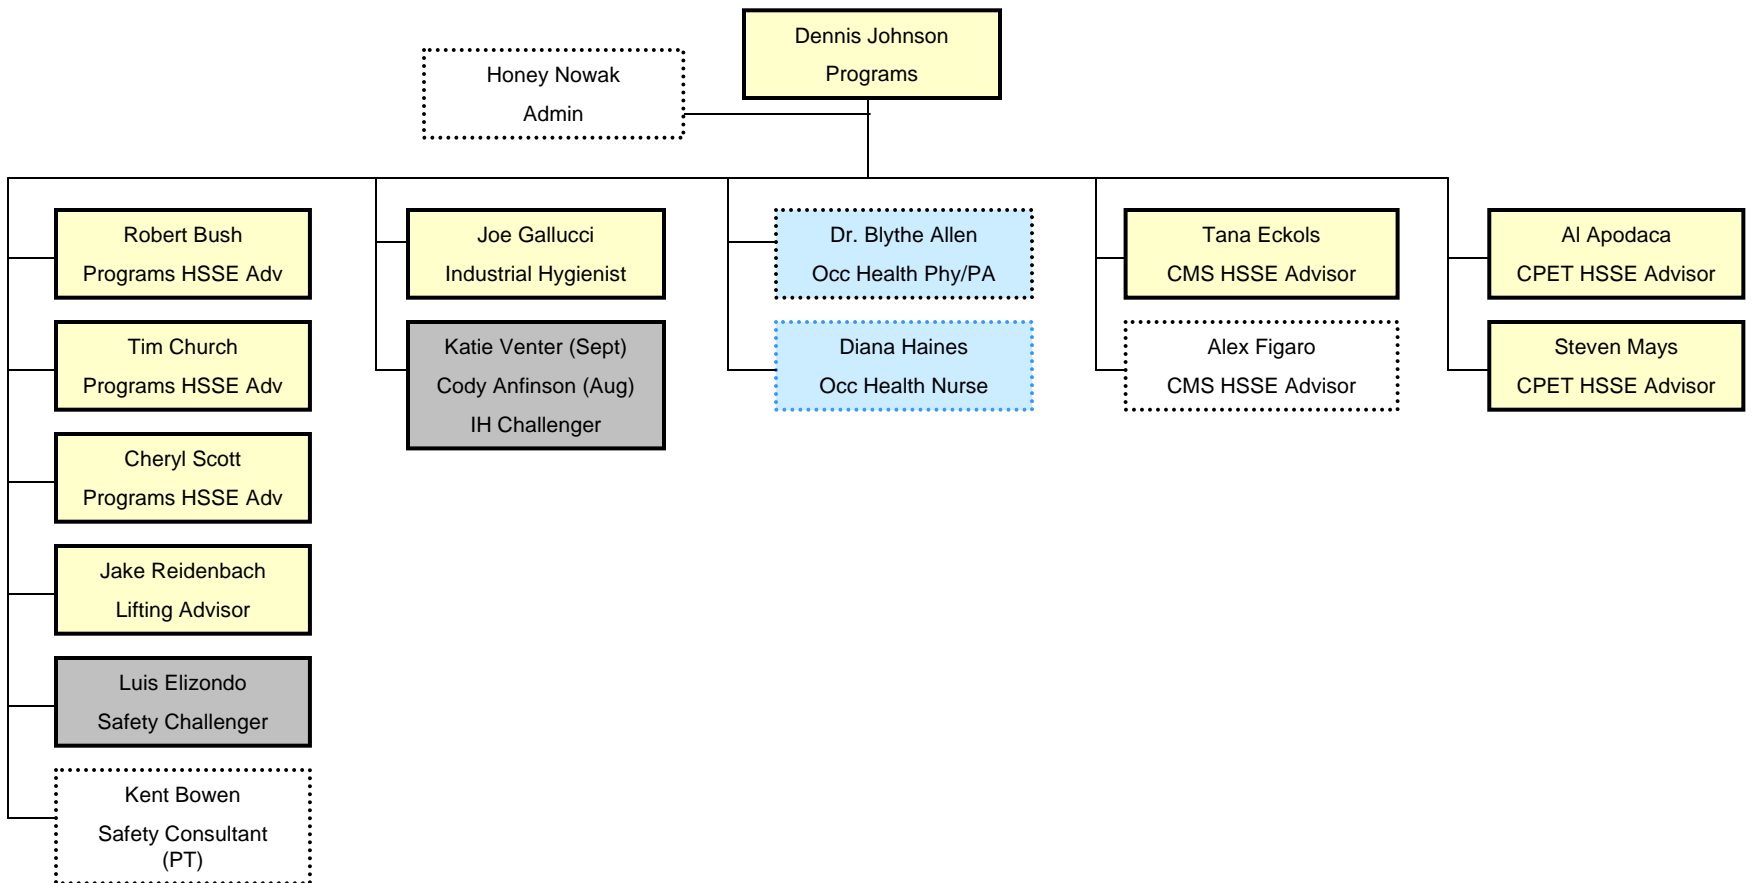 Dennis Johnson
Programs
Honey Nowak
Admin
Robert Bush
Programs HSSE Adv
Tim Church
Programs HSSE Adv
Cheryl Scott
Programs HSSE Adv
Jake Reidenbach
Lifting Advisor
Luis Elizondo
Safety Challenger
Kent Bowen
Safety Consultant
(PT)
Joe Gallucci
Industrial Hygienist
Katie Venter (Sept)
Cody Anfinson (Aug)
IH Challenger
Dr. Blythe Allen
Occ Health Phy/PA
Diana Haines
Occ Health Nurse
Tana Eckols
CMS HSSE Advisor
Alex Figaro
CMS HSSE Advisor
Al Apodaca
CPET HSSE Advisor
Steven Mays
CPET HSSE Advisor